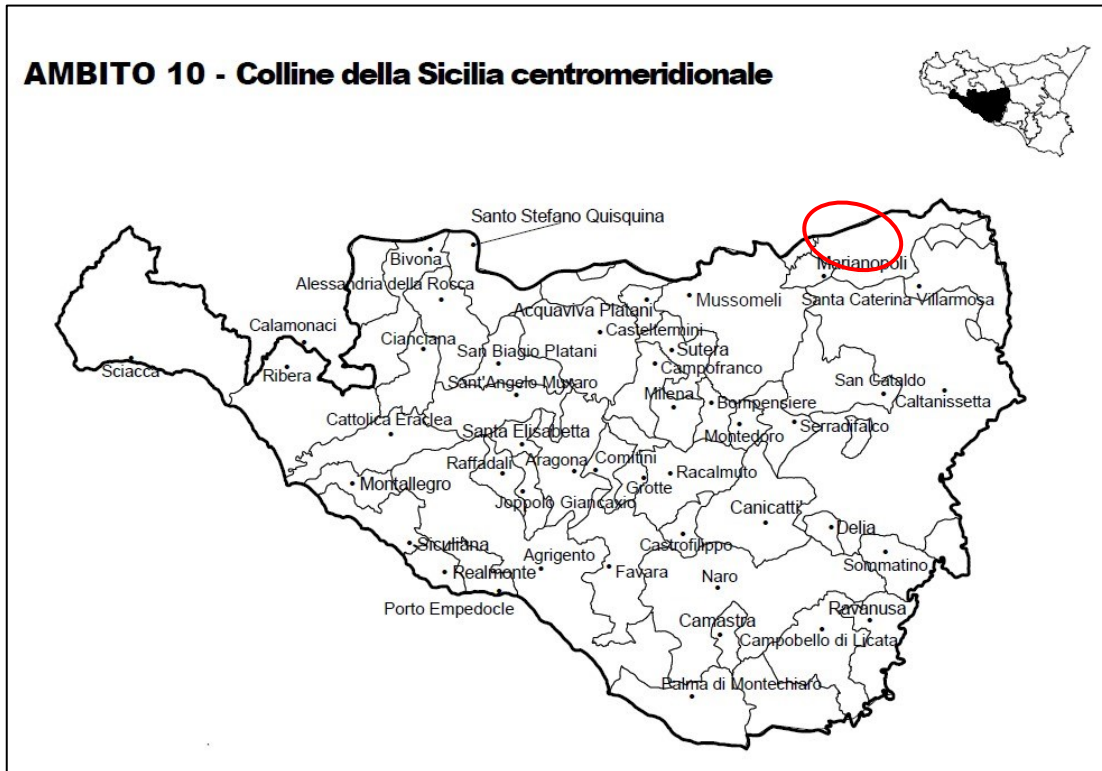 AMBITO 10 - Colline della Sicilia centromeridionale
Santo Stefano Quisquina
Bivona
Marianopoli
Alessandria della Rocca
Mussomeli
Santa Caterina Villarmosa
Acquaviva Platani
Calamonaci
Casteltermini
Cianciana
San Biagio Platani
Sutera
Sciacca
Ribera
Campofranco
Sant'Angelo Muxaro
San Cataldo
Milena
Bompensiere
Caltanissetta
Cattolica Eraclea
Santa Elisabetta
Montedoro
Serradifalco
Raffadali
Aragona
Comitini
Racalmuto
Montallegro
Grotte
Joppolo Giancaxio
Canicatti
Delia
Siculiana
Castrofilippo
Agrigento
Sommatino
Realmonte
Favara
Naro
Porto Empedocle
Ravanusa
Camastra
Campobello di Licata
Palma di Montechiaro